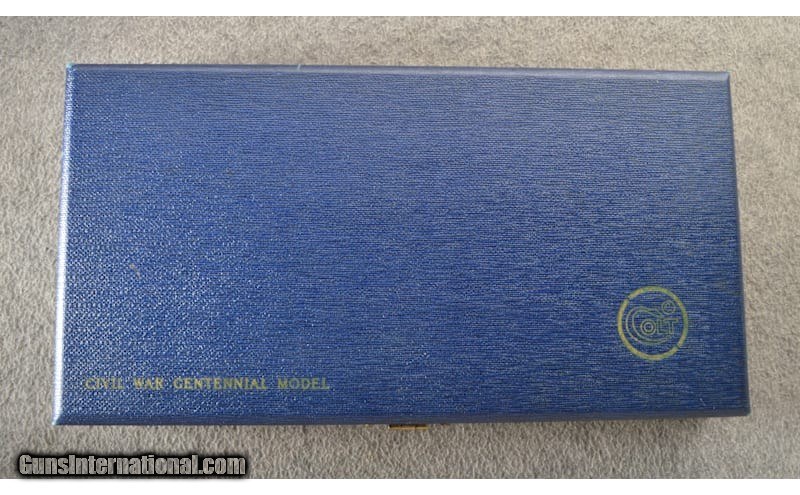 COLT
CIVIL WAR CENTENNIAL MODEL
GunsInternational.com